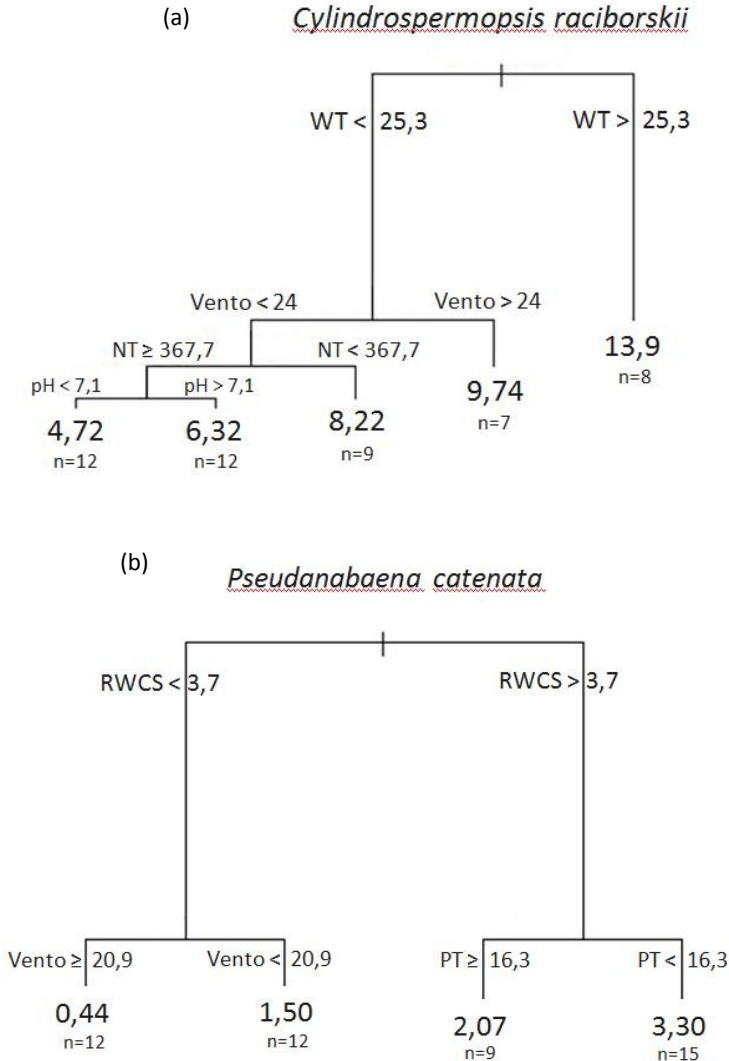 (a) Cylindrospermopsis raciborskii
WT < 25,3 WT > 25,3
Vento < 24 Vento > 24
NT ≥ 367,7 NT < 367,7
pH < 7,1 pH > 7,1
13,9
n=8
9,74
n=7
8,22
n=9
4,72 6,32
n=12 n=12
(b) Pseudanabaena catenata
RWCS < 3,7 RWCS > 3,7
Vento ≥ 20,9 Vento < 20,9 PT ≥ 16,3 PT < 16,3
0,44 1,50 2,07 3,30
n=12 n=12 n=9 n=15